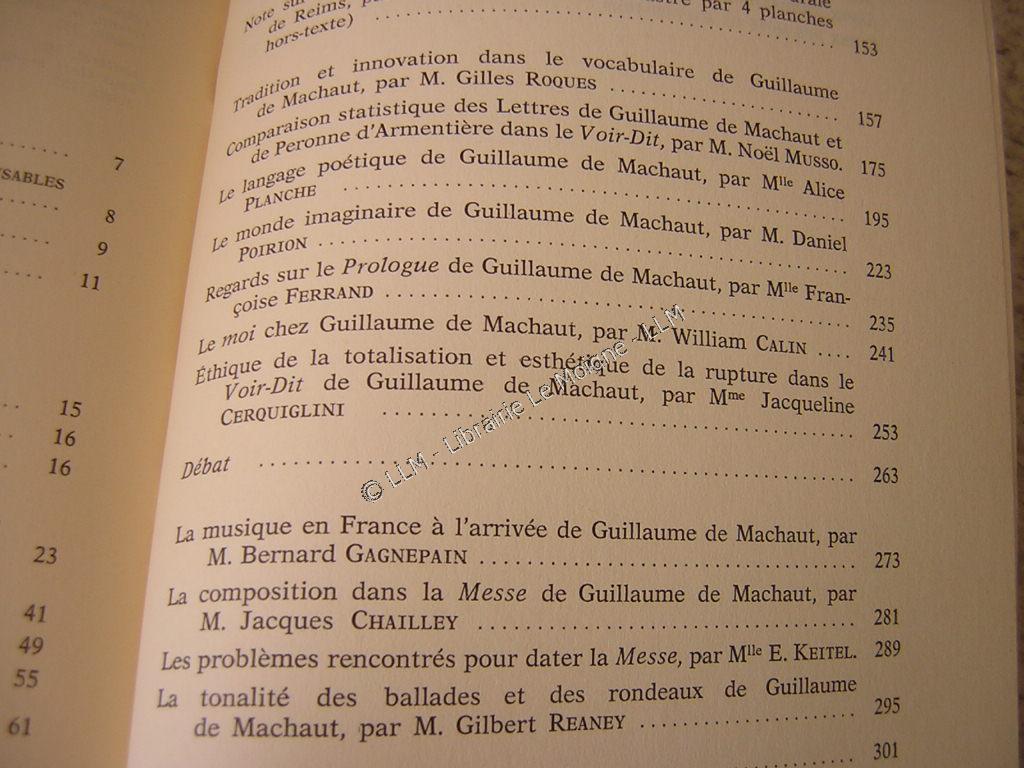 7
SABLES
8
9
11
15
16
16
23
41
49
55
61
par 4 planches
Note
de Reims,
hors-texte) 153
Tradition et innovation dans le vocabulaire de Guillaume
de Machaut, par M. Gilles ROQUES 157
Comparaison statistique des Lettres de Guillaume de Machaut et
de Peronne d'Armentière dans le Voir-Dit, par M. Noël MUSSO. 175
Le langage poétique de Guillaume de Machaut, par Mlle Alice
PLANCHE 195
Le monde imaginaire de Guillaume de Machaut, par M. Daniel
POIRION 223
Regards sur le Prologue de Guillaume de Machaut, par Mlle Fran-
çoise FERRAND 235
Le moi chez Guillaume de Machaut, par M. William CALIN .... 241
Éthique de la totalisation et esthétique de la rupture dans le
Voir-Dit de Guillaume de Machaut, par Mme Jacqueline
CERQUIGLINI 253
Débat 263
La musique en France à l'arrivée de Guillaume de Machaut, par
M. Bernard GAGNEPAIN 273
La composition dans la Messe de Guillaume de Machaut, par
M. Jacques CHAILLEY 281
Les problèmes rencontrés pour dater la Messe, par Mlle E. KEITEL. 289
La tonalité des ballades et des rondeaux de Guillaume
de Machaut, par M. Gilbert REANEY 295
301
© LLM - Librairie Le Moigne - LLM